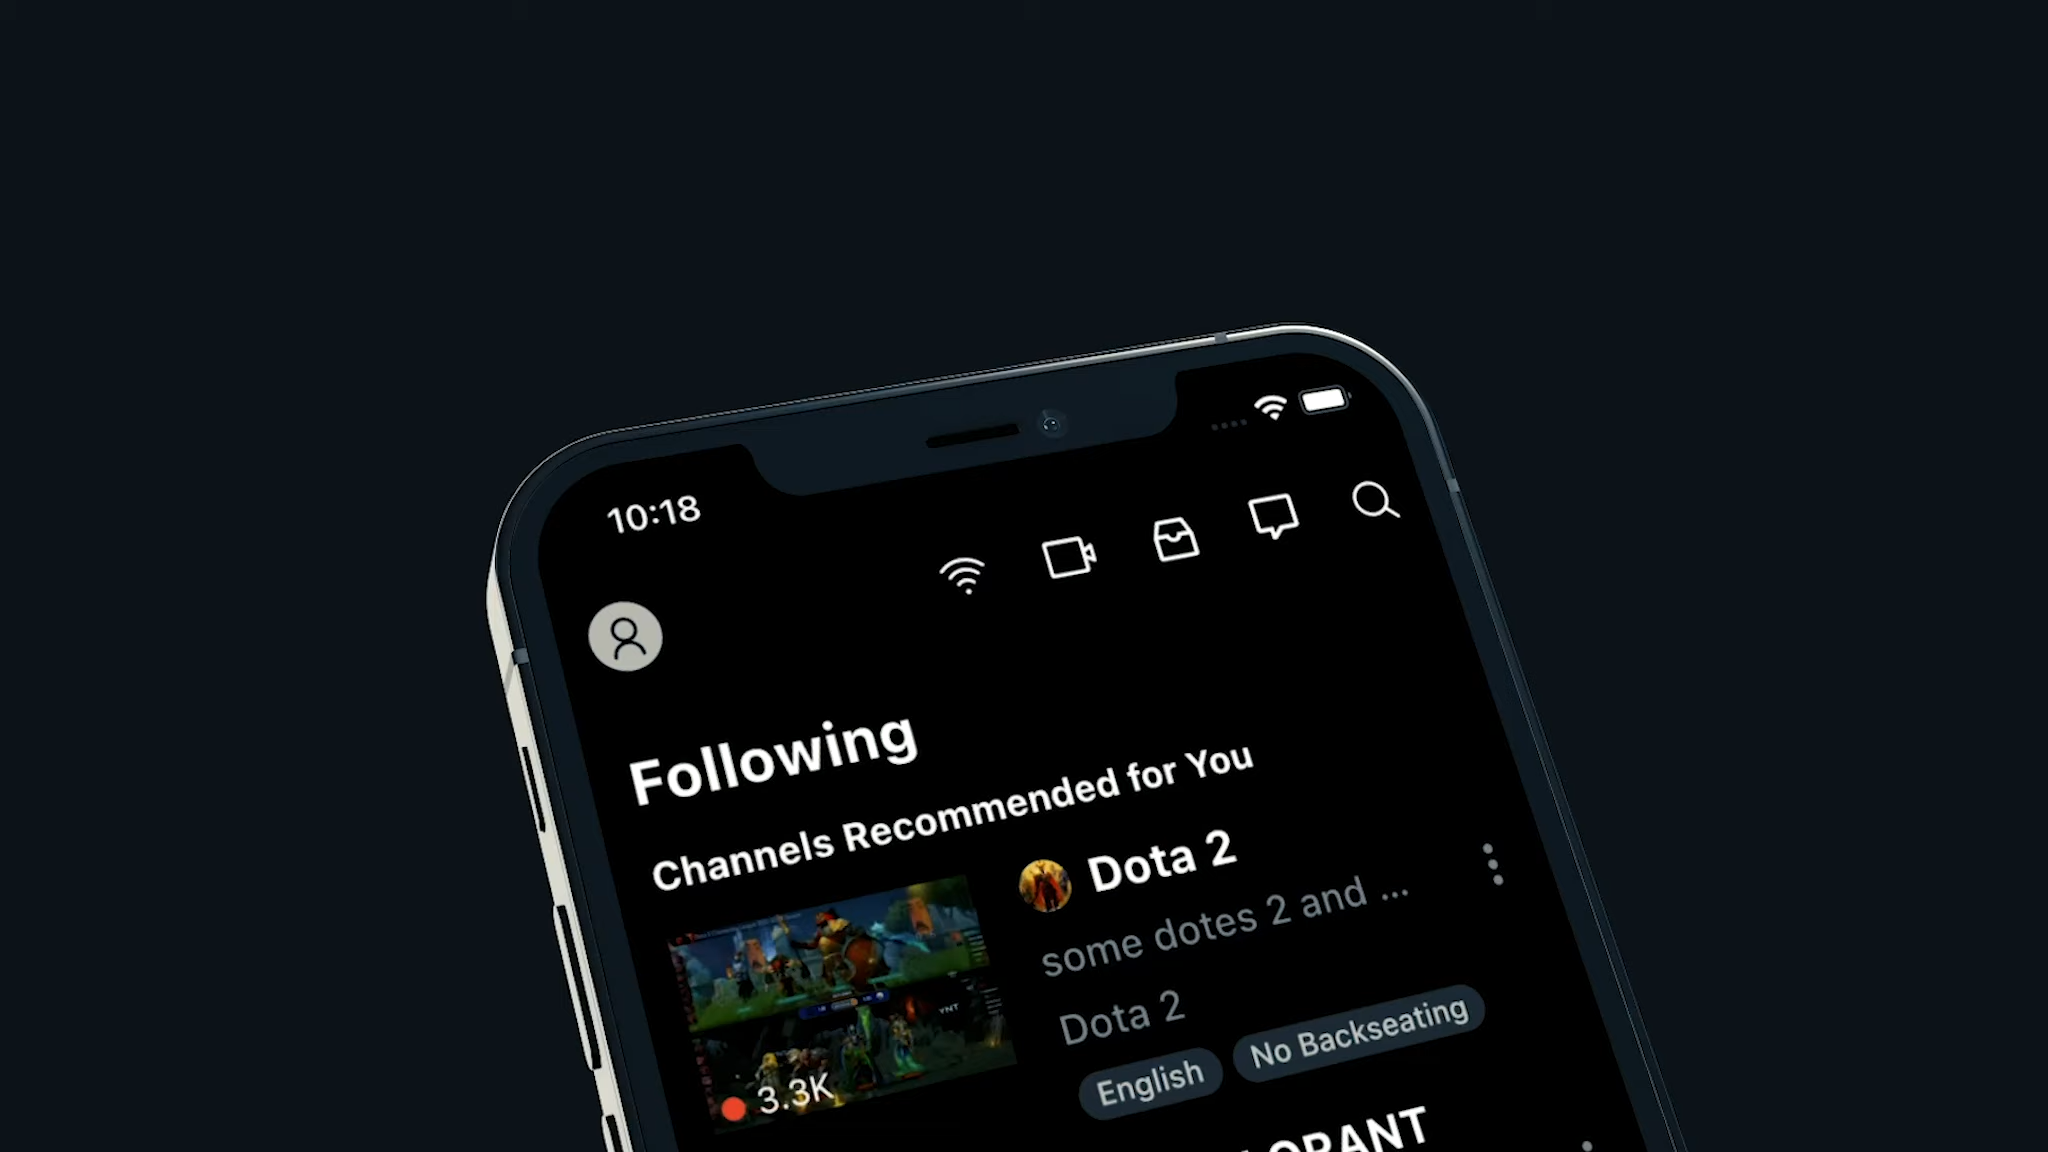 10:18
Following
Channels Recommended for You
Dota 2
some dotes 2 and ...
Dota 2
English
No Backseating
3.3K